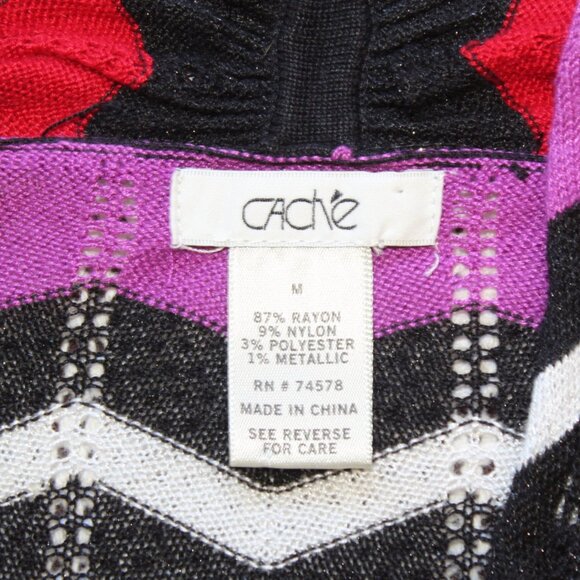 caché
M
87% RAYON
9% NYLON
3% POLYESTER
1% METALLIC
RN # 74578
MADE IN CHINA
SEE REVERSE
FOR CARE